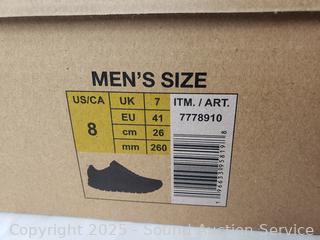 MEN'S SIZE
US/CA UK 7 ITM. / ART.
8 EU 41 7778910
cm 26
mm 260
Copyright 2025 - Sound Auction Service